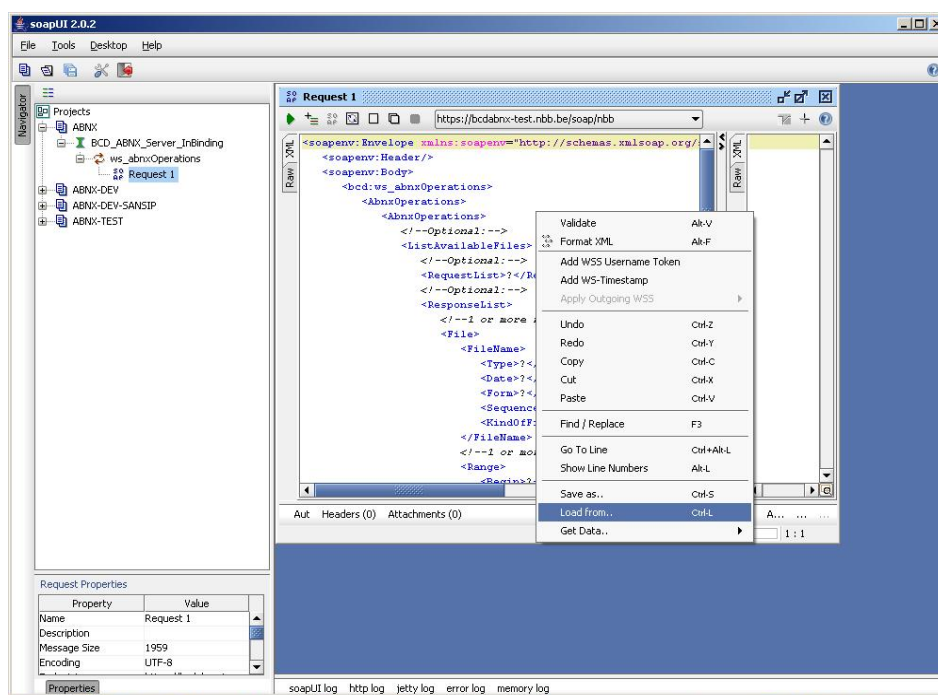 soapUI 2.0.2
File Tools Desktop Help
Navigator
Projects
ABNX
BCD_ABNX_Server_InBinding
ws_abnxOperations
Request 1
ABNX-DEV
ABNX-DEV-SANSIP
ABNX-TEST
Request Properties
Property Value
Name Request 1
Description
Message Size 1959
Encoding UTF-8
Properties
Request 1
https://bcdabnx-test.nbb.be/soap/nbb
XML
Raw
<soapenv:Envelope xmlns:soapenv="http://schemas.xmlsoap.org/
<soapenv:Header/>
<soapenv:Body>
<bcd:ws_abnxOperations>
<AbnxOperations>
<AbnxOperations>
<!--Optional:-->
<ListAvailableFiles>
<!--Optional:-->
<RequestList>?</Re
<!--Optional:-->
<ResponseList>
<!--1 or more
<File>
<FileName>
<Type>?<
<Date>?<
<Form>?<
<Sequence
<KindOfF
</FileName>
<!--1 or mo
<Range>
<Begin>?
XML
Raw
Validate Alt-V
Format XML Alt-F
Add WSS Username Token
Add WS-Timestamp
Apply Outgoing WSS
Undo Ctrl-Z
Redo Ctrl-Y
Copy Ctrl-C
Cut Ctrl-X
Paste Ctrl-V
Find / Replace F3
Go To Line Ctrl+Alt-L
Show Line Numbers Alt-L
Save as.. Ctrl-S
Load from.. Ctrl-L
Get Data..
Aut Headers (0) Attachments (0)
A... ... ...
1 : 1
soapUI log http log jetty log error log memory log